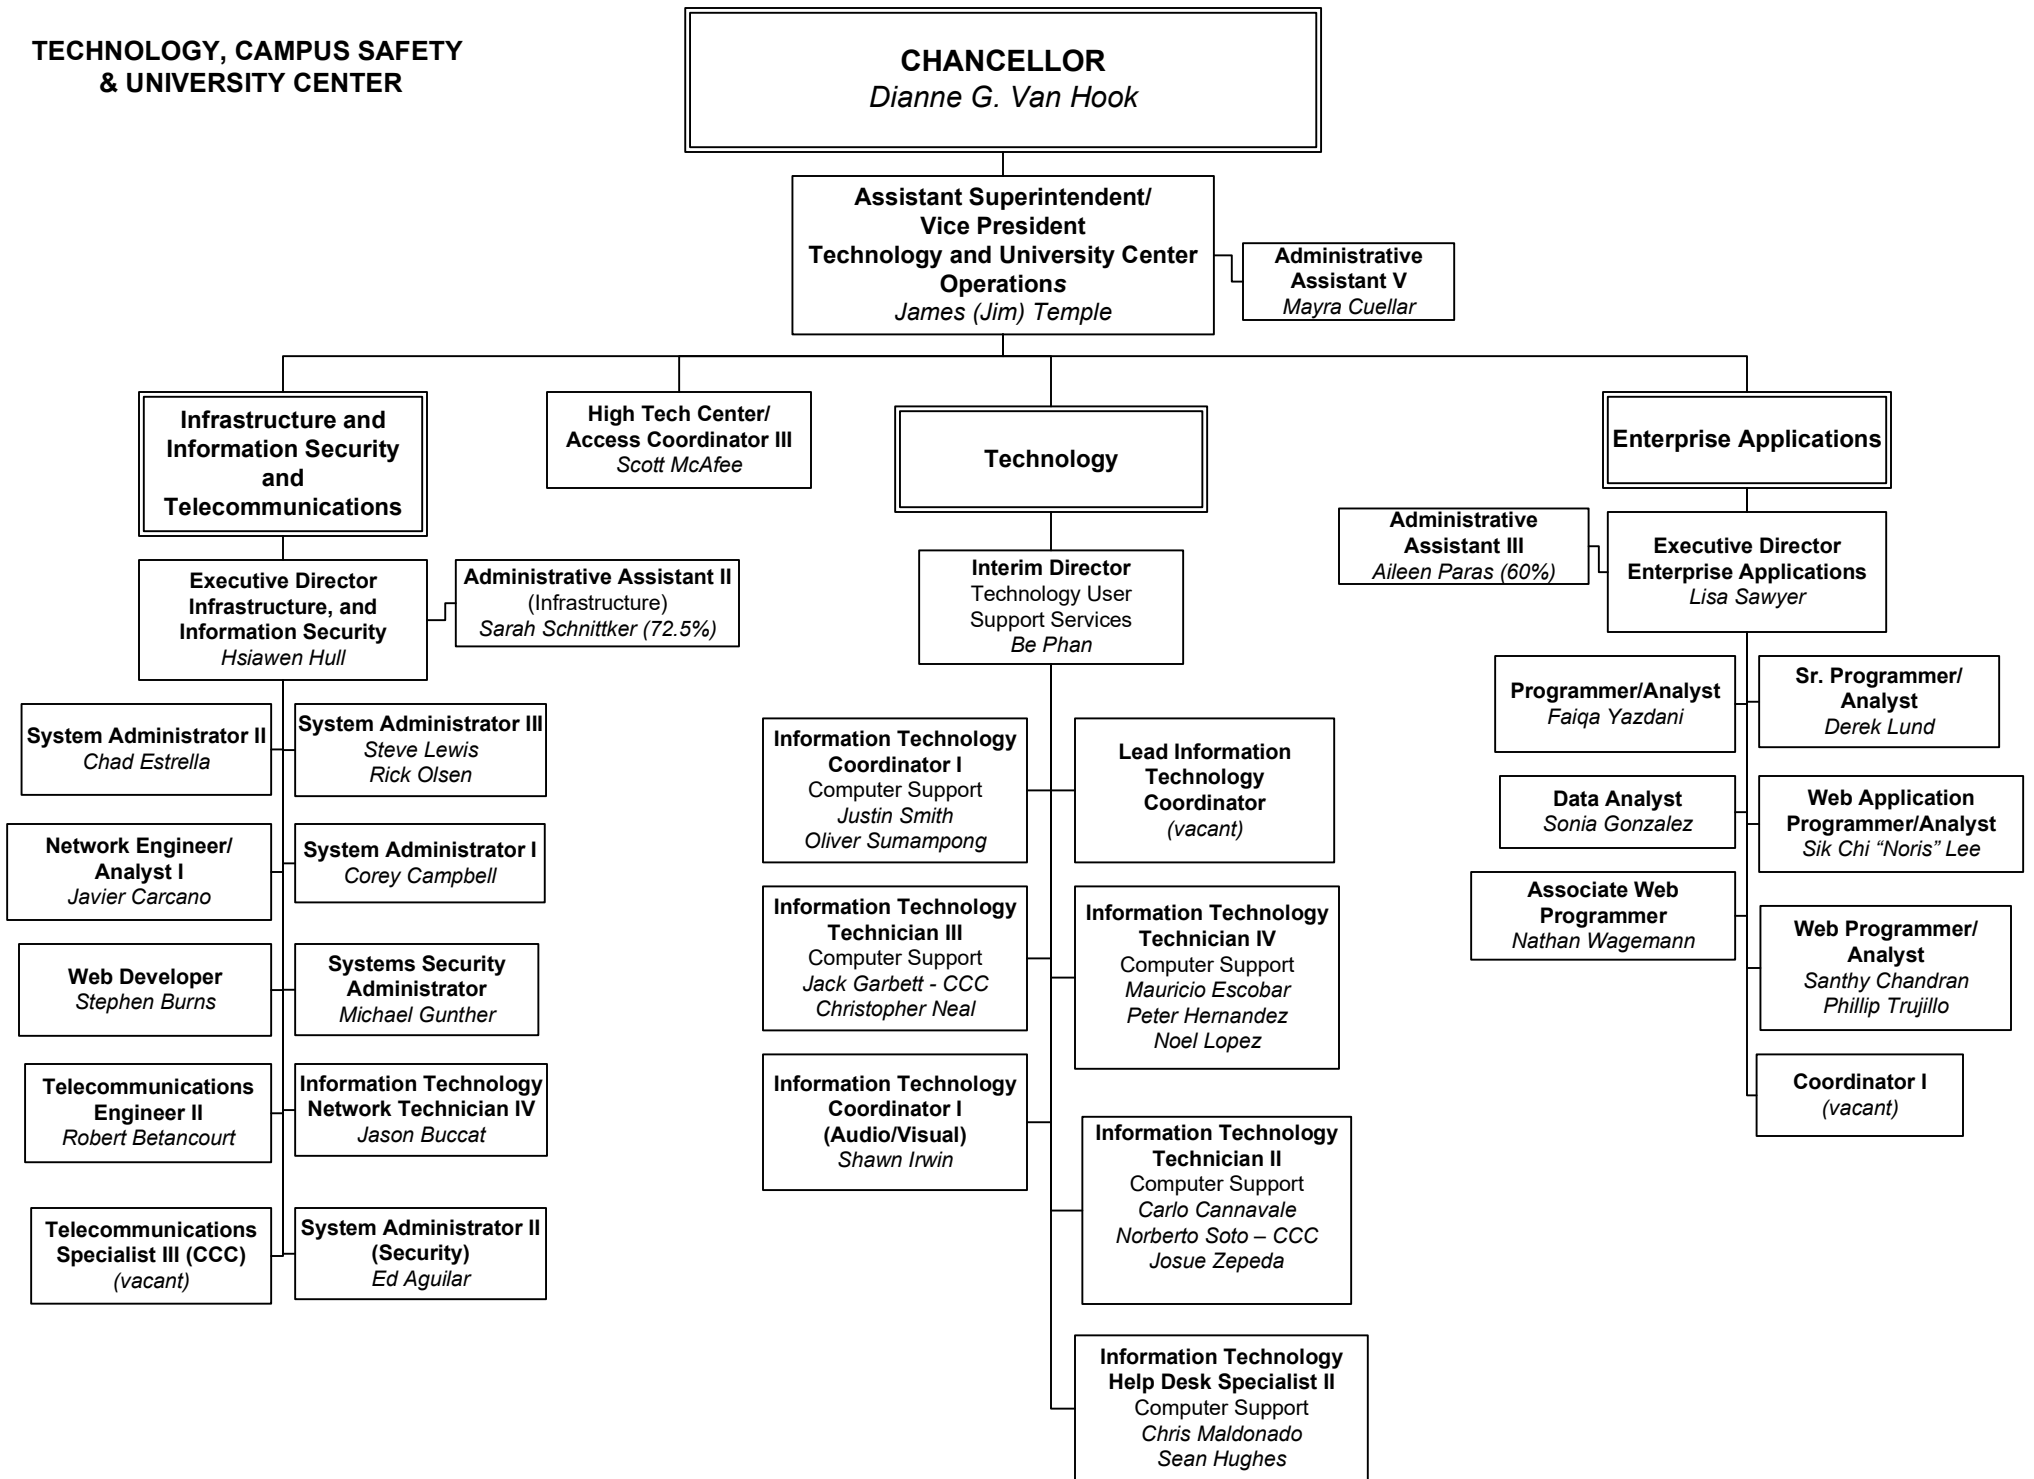 TECHNOLOGY, CAMPUS SAFETY
& UNIVERSITY CENTER
CHANCELLOR
Dianne G. Van Hook
Assistant Superintendent/
Vice President
Technology and University Center
Operations
James (Jim) Temple
Administrative
Assistant V
Mayra Cuellar
Infrastructure and
Information Security
and
Telecommunications
High Tech Center/
Access Coordinator III
Scott McAfee
Technology
Enterprise Applications
Executive Director
Infrastructure, and
Information Security
Hsiawen Hull
Administrative Assistant II
(Infrastructure)
Sarah Schnittker (72.5%)
Interim Director
Technology User
Support Services
Be Phan
Administrative
Assistant III
Aileen Paras (60%)
Executive Director
Enterprise Applications
Lisa Sawyer
System Administrator II
Chad Estrella
System Administrator III
Steve Lewis
Rick Olsen
Network Engineer/
Analyst I
Javier Carcano
System Administrator I
Corey Campbell
Web Developer
Stephen Burns
Systems Security
Administrator
Michael Gunther
Telecommunications
Engineer II
Robert Betancourt
Information Technology
Network Technician IV
Jason Buccat
Telecommunications
Specialist III (CCC)
(vacant)
System Administrator II
(Security)
Ed Aguilar
Information Technology
Coordinator I
Computer Support
Justin Smith
Oliver Sumampong
Lead Information
Technology
Coordinator
(vacant)
Information Technology
Technician III
Computer Support
Jack Garbett - CCC
Christopher Neal
Information Technology
Technician IV
Computer Support
Mauricio Escobar
Peter Hernandez
Noel Lopez
Information Technology
Coordinator I
(Audio/Visual)
Shawn Irwin
Information Technology
Technician II
Computer Support
Carlo Cannavale
Norberto Soto – CCC
Josue Zepeda
Information Technology
Help Desk Specialist II
Computer Support
Chris Maldonado
Sean Hughes
Programmer/Analyst
Faiqa Yazdani
Sr. Programmer/
Analyst
Derek Lund
Data Analyst
Sonia Gonzalez
Web Application
Programmer/Analyst
Sik Chi “Noris” Lee
Associate Web
Programmer
Nathan Wagemann
Web Programmer/
Analyst
Santhy Chandran
Phillip Trujillo
Coordinator I
(vacant)